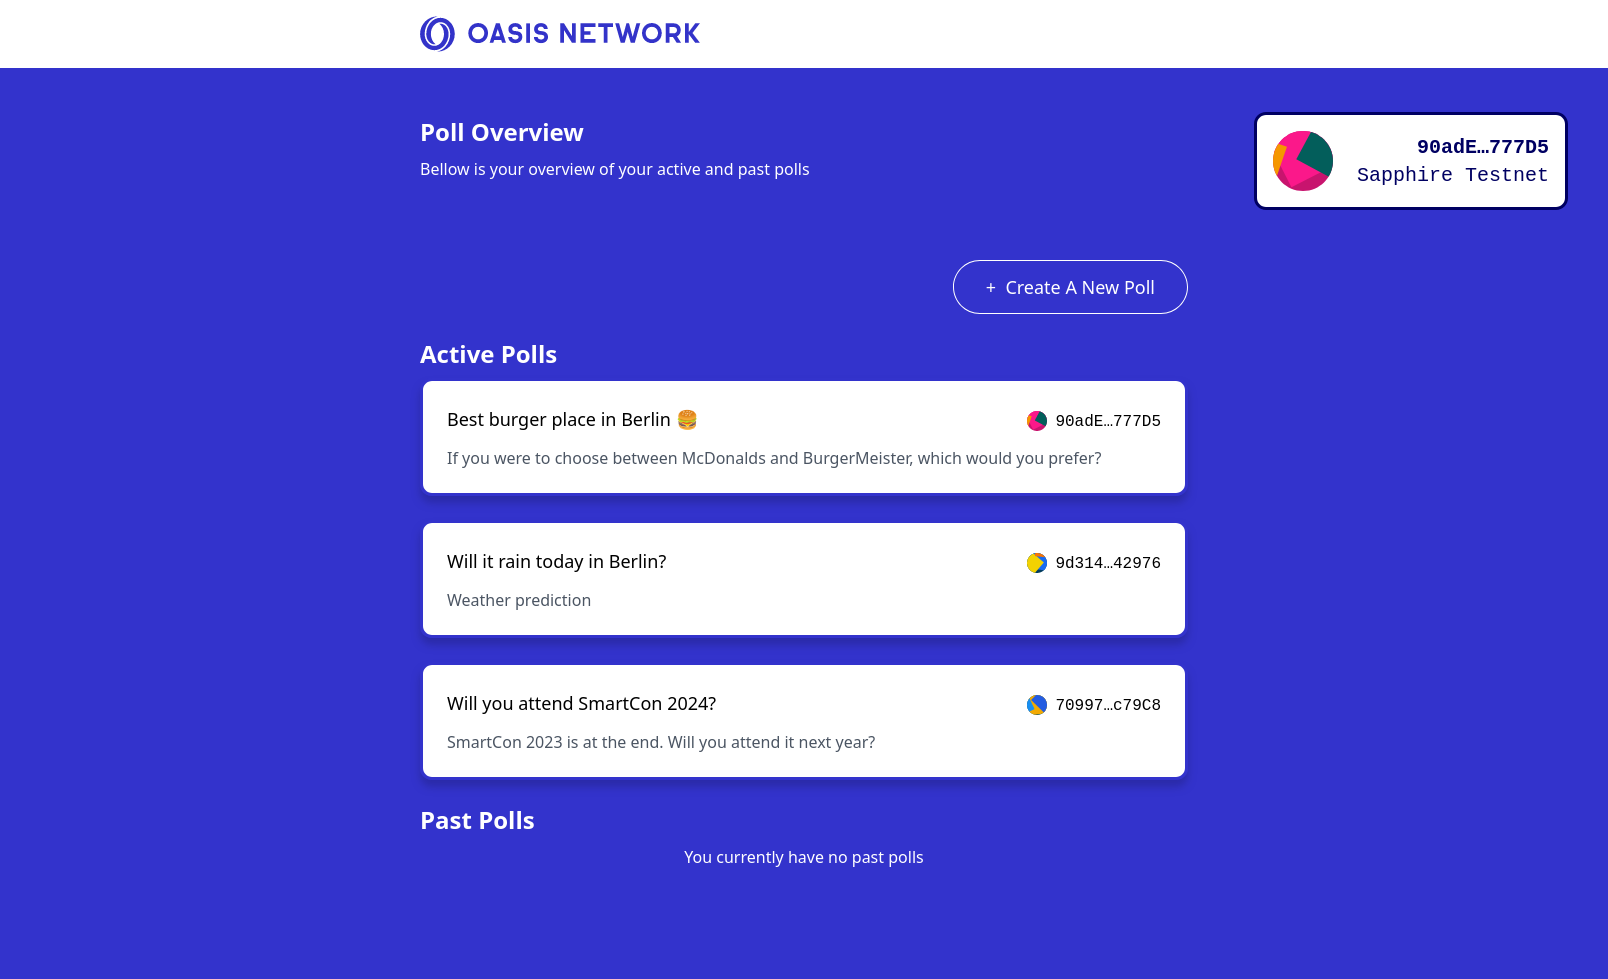 OASIS NETWORK
Poll Overview
Bellow is your overview of your active and past polls
90adE…777D5
Sapphire Testnet
+ Create A New Poll
Active Polls
Best burger place in Berlin 🍔
90adE…777D5
If you were to choose between McDonalds and BurgerMeister, which would you prefer?
Will it rain today in Berlin?
9d314…42976
Weather prediction
Will you attend SmartCon 2024?
70997…c79C8
SmartCon 2023 is at the end. Will you attend it next year?
Past Polls
You currently have no past polls